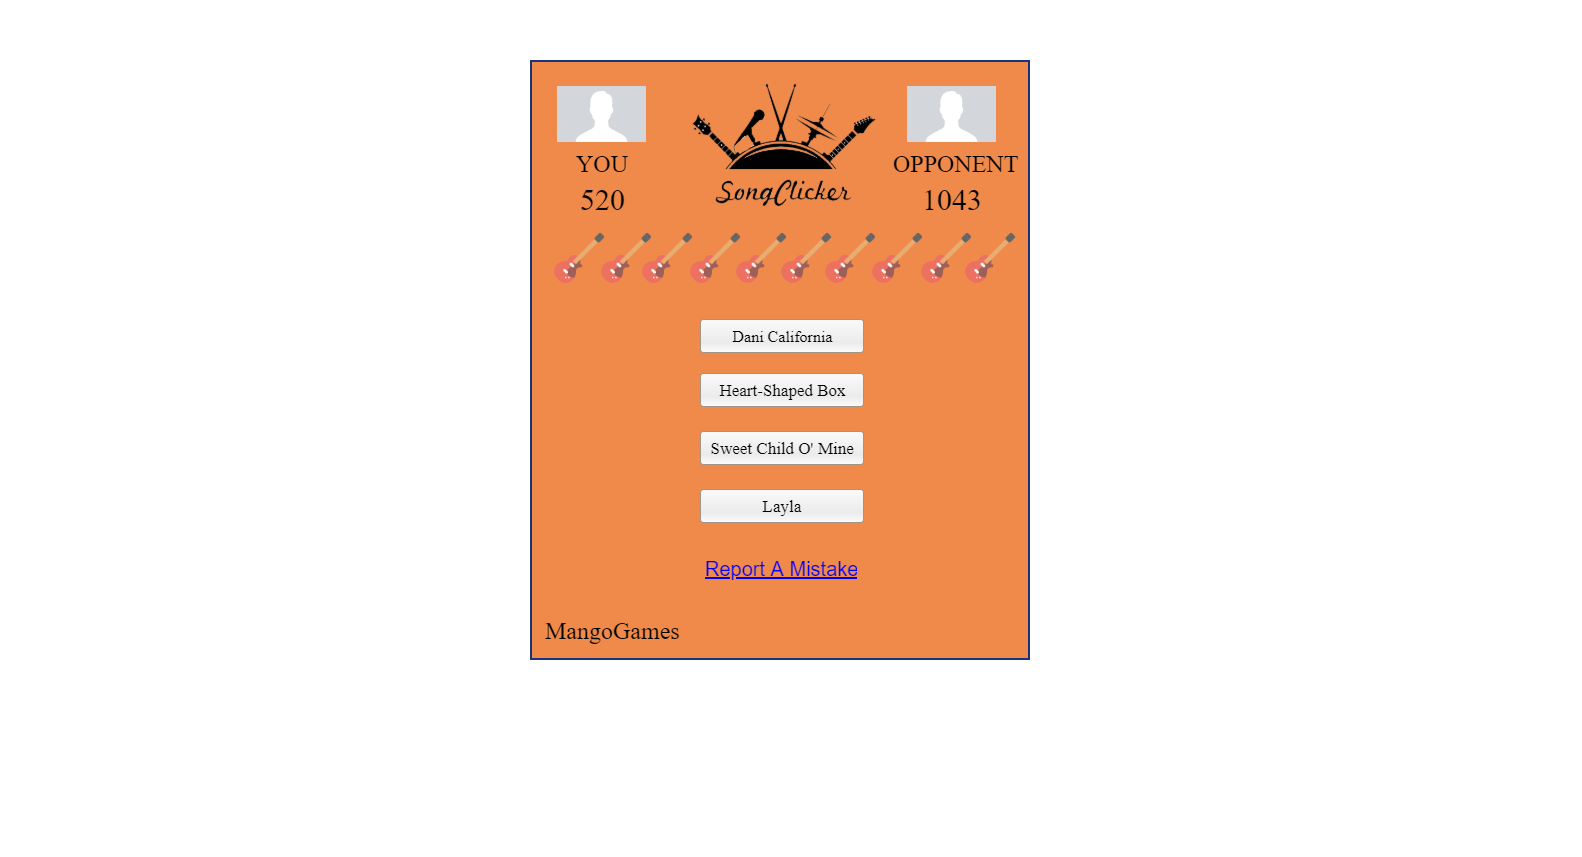 YOU
OPPONENT
520
SongClicker
1043
Dani California
Heart-Shaped Box
Sweet Child O' Mine
Layla
Report A Mistake
MangoGames